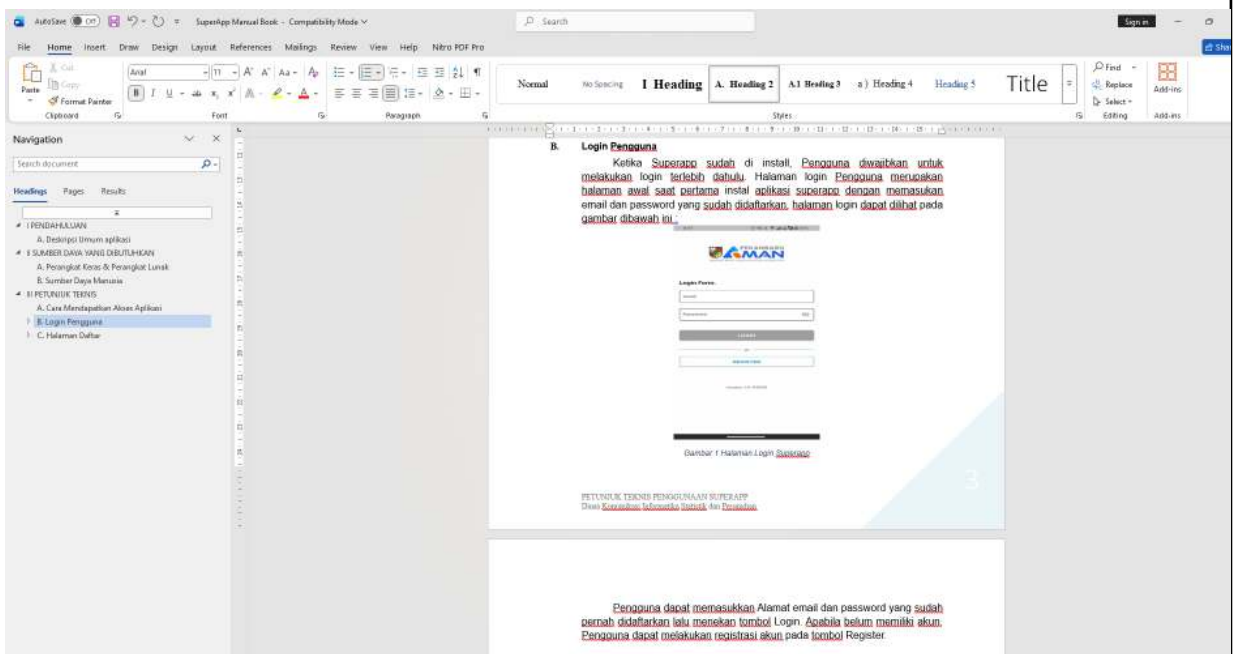 AutoSave Off SuperApp Manual Book - Compatibility Mode
Search
Sign in
File Home Insert Draw Design Layout References Mailings Review View Help Nitro PDF Pro
Share
Paste
Cut
Copy
Format Painter
Clipboard
Arial 11
Font
Paragraph
Normal No Spacing I Heading A. Heading 2 A.1 Heading 3 a) Heading 4 Heading 5 Title
Styles
Find
Replace
Select
Editing
Add-ins
Add-ins
Navigation
Search document
Headings Pages Results
I PENDAHULUAN
A. Deskripsi Umum aplikasi
II SUMBER DAYA YANG DIBUTUHKAN
A. Perangkat Keras & Perangkat Lunak
B. Sumber Daya Manusia
III PETUNJUK TEKNIS
A. Cara Mendapatkan Akses Aplikasi
B. Login Pengguna
C. Halaman Daftar
B. Login Pengguna
Ketika Superapp sudah di install, Pengguna diwajibkan untuk
melakukan login terlebih dahulu. Halaman login Pengguna merupakan
halaman awal saat pertama instal aplikasi superapp dengan memasukan
email dan password yang sudah didaftarkan, halaman login dapat dilihat pada
gambar dibawah ini :
AMAN
Login Form.
Gambar 1 Halaman Login Superapp
3
PETUNJUK TEKNIS PENGGUNAAN SUPERAPP
Dinas Komunikasi Informatika Statistik dan Persandian
Pengguna dapat memasukkan Alamat email dan password yang sudah
pernah didaftarkan lalu menekan tombol Login. Apabila belum memiliki akun,
Pengguna dapat melakukan registrasi akun pada tombol Register.